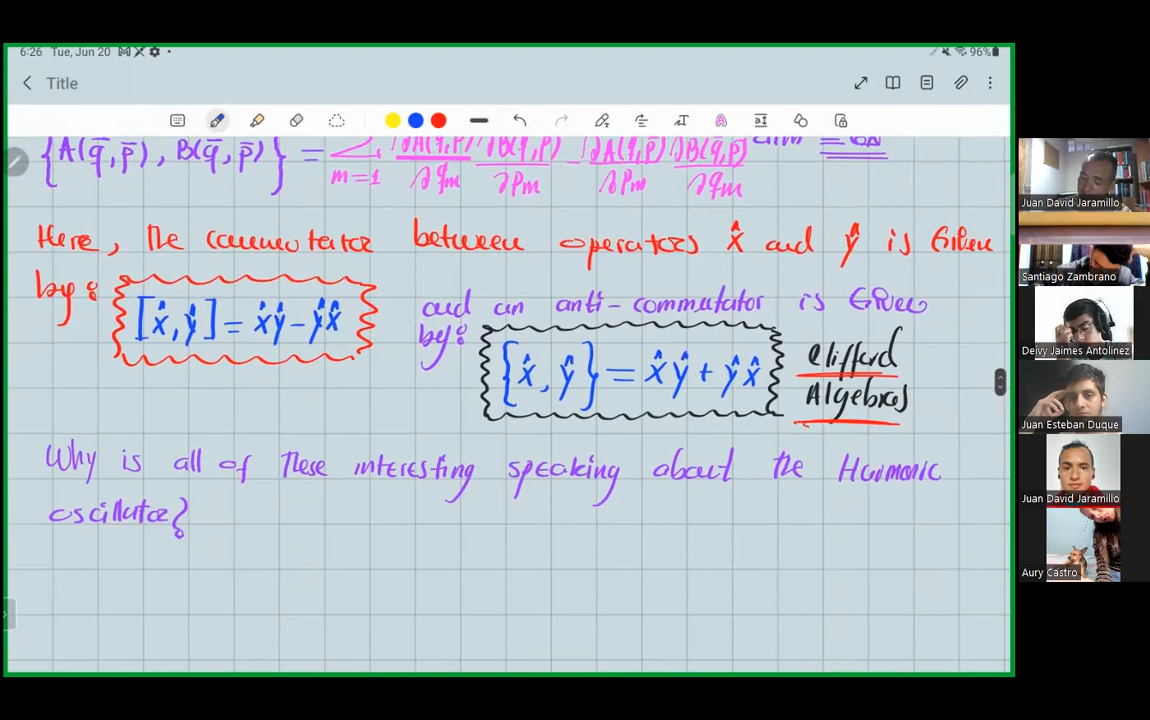 6:26 Tue, Jun 20
96%
Title
{A(q̄,p̄), B(q̄,p̄)} = Σ m=1 ∂A(q,p)/∂qm ∂B(q,p)/∂pm - ∂A(q,p)/∂pm ∂B(q,p)/∂qm
Here, The commutator between operators x̂ and ŷ is Given
by:
[x̂,ŷ] = x̂ŷ - ŷx̂
and an anti-commutator is Given
by:
{x̂,ŷ} = x̂ŷ + ŷx̂
Clifford
Algebras
Why is all of These interesting speaking about the Harmonic
oscillator?
Juan David Jaramillo
Santiago Zambrano
Deivy Jaimes Antolinez
Juan Esteban Duque
Juan David Jaramillo
Aury Castro